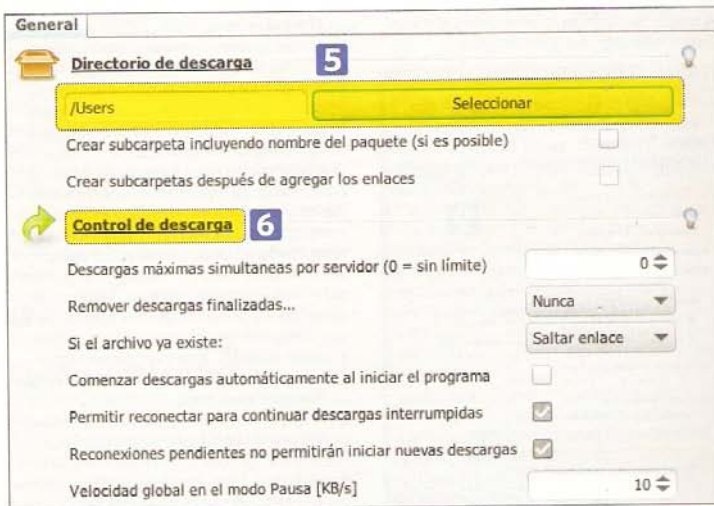 General
Directorio de descarga 5
/Users Seleccionar
Crear subcarpeta incluyendo nombre del paquete (si es posible)
Crear subcarpetas después de agregar los enlaces
Control de descarga 6
Descargas máximas simultaneas por servidor (0 = sin límite) 0
Remover descargas finalizadas... Nunca
Si el archivo ya existe: Saltar enlace
Comenzar descargas automáticamente al iniciar el programa
Permitir reconectar para continuar descargas interrumpidas
Reconexiones pendientes no permitirán iniciar nuevas descargas
Velocidad global en el modo Pausa [KB/s] 10